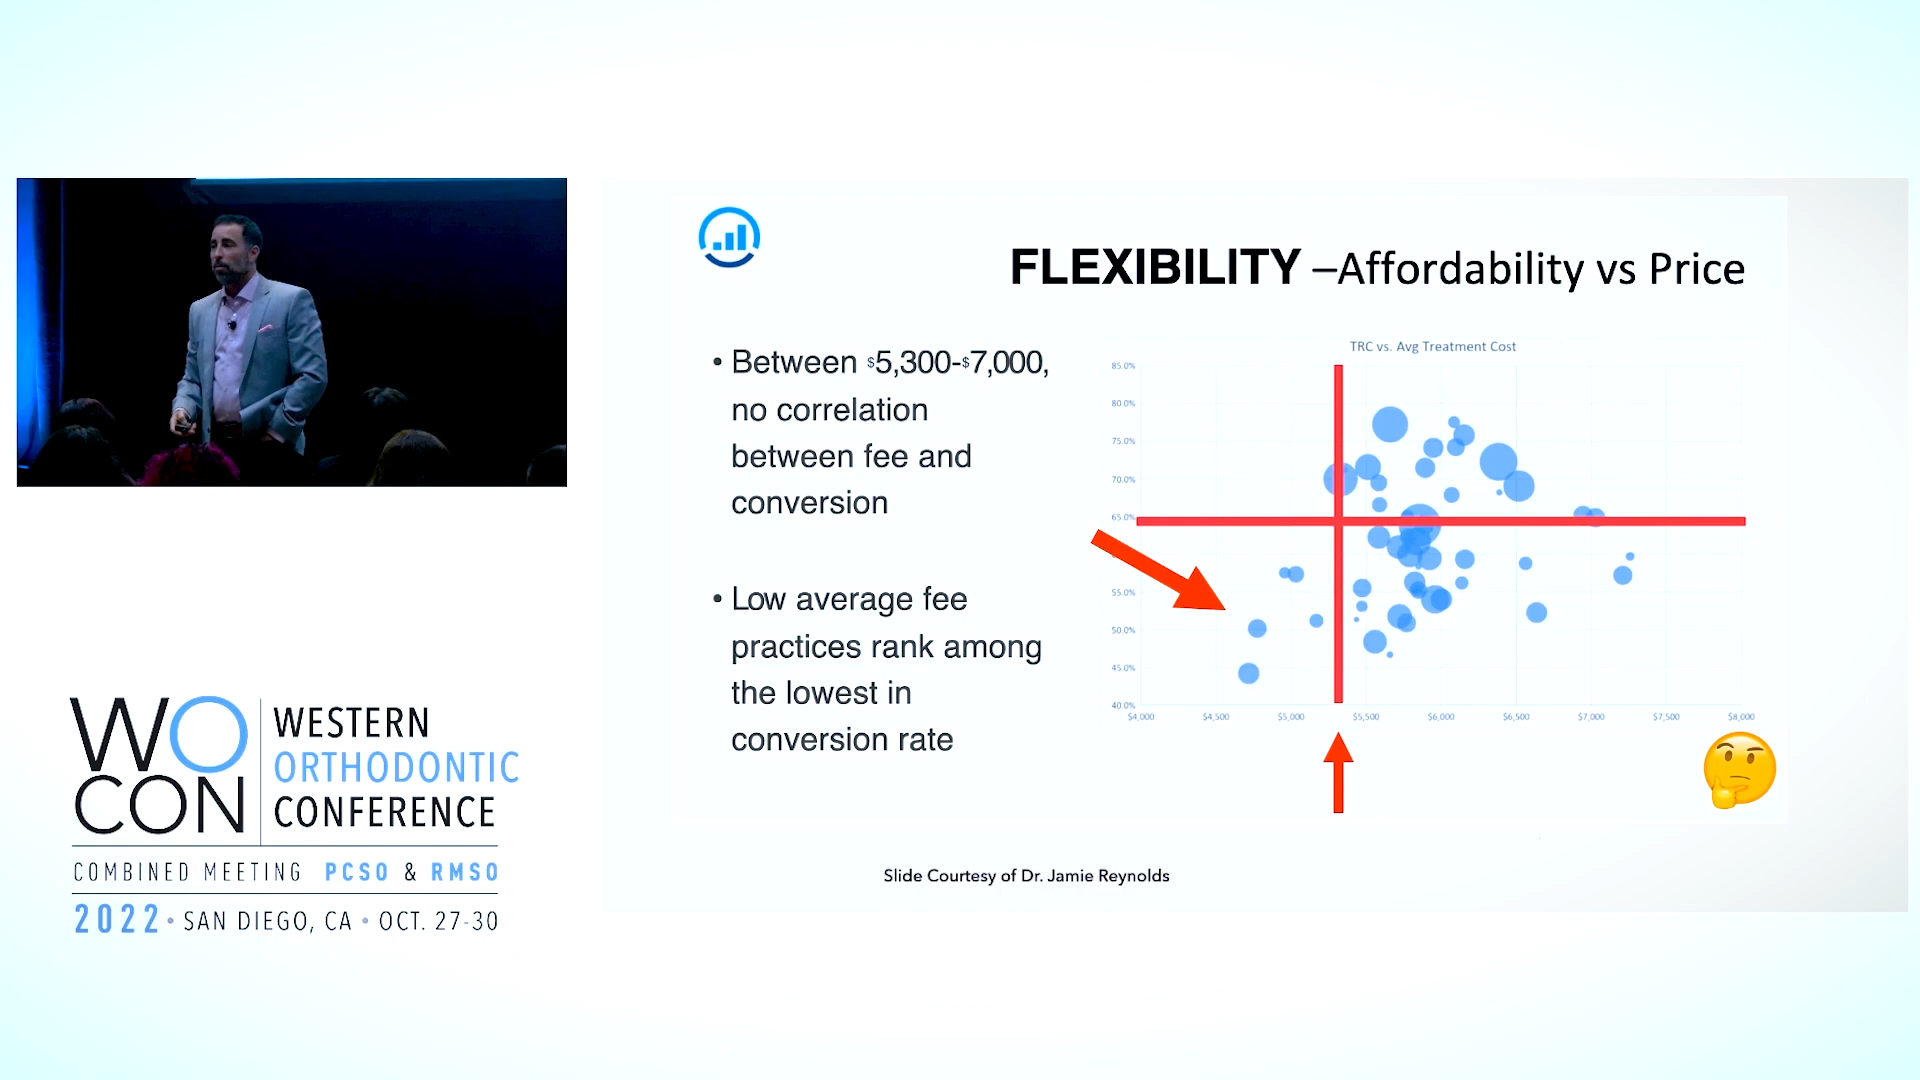 FLEXIBILITY –Affordability vs Price
• Between $5,300-$7,000,
no correlation
between fee and
conversion
• Low average fee
practices rank among
the lowest in
conversion rate
TRC vs. Avg Treatment Cost
85.0%
80.0%
75.0%
70.0%
65.0%
55.0%
50.0%
45.0%
40.0%
$4,000 $4,500 $5,000 $5,500 $6,000 $6,500 $7,000 $7,500 $8,000
Slide Courtesy of Dr. Jamie Reynolds
WO
CON
WESTERN
ORTHODONTIC
CONFERENCE
COMBINED MEETING PCSO & RMSO
2022 • SAN DIEGO, CA • OCT. 27-30